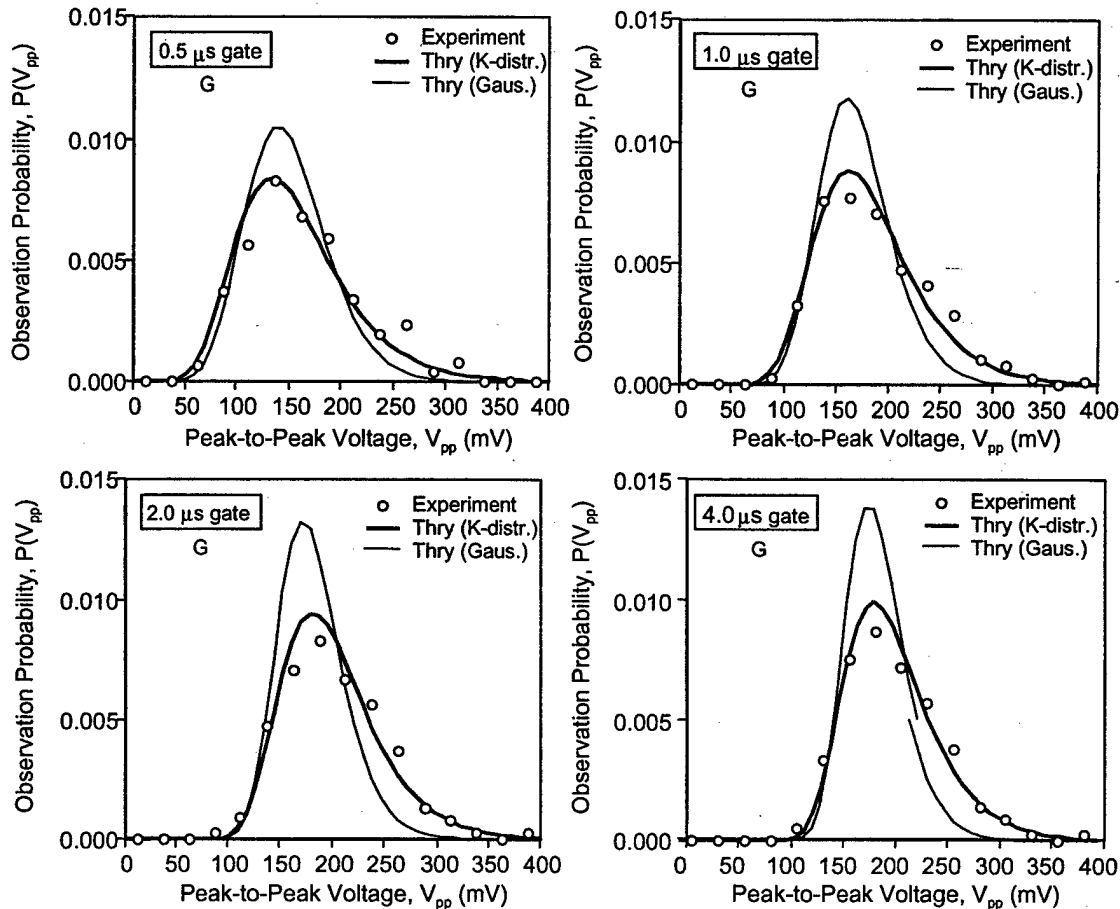 0.015
0.5 μs gate
G
Experiment
Thry (K-distr.)
Thry (Gaus.)
0.010
0.005
0.000
0 50 100 150 200 250 300 350 400
Observation Probability, P(Vpp)
Peak-to-Peak Voltage, Vpp (mV)
0.015
1.0 μs gate
G
Experiment
Thry (K-distr.)
Thry (Gaus.)
0.010
0.005
0.000
0 50 100 150 200 250 300 350 400
Observation Probability, P(Vpp)
Peak-to-Peak Voltage, Vpp (mV)
0.015
2.0 μs gate
G
Experiment
Thry (K-distr.)
Thry (Gaus.)
0.010
0.005
0.000
0 50 100 150 200 250 300 350 400
Observation Probability, P(Vpp)
Peak-to-Peak Voltage, Vpp (mV)
0.015
4.0 μs gate
G
Experiment
Thry (K-distr.)
Thry (Gaus.)
0.010
0.005
0.000
0 50 100 150 200 250 300 350 400
Observation Probability, P(Vpp)
Peak-to-Peak Voltage, Vpp (mV)